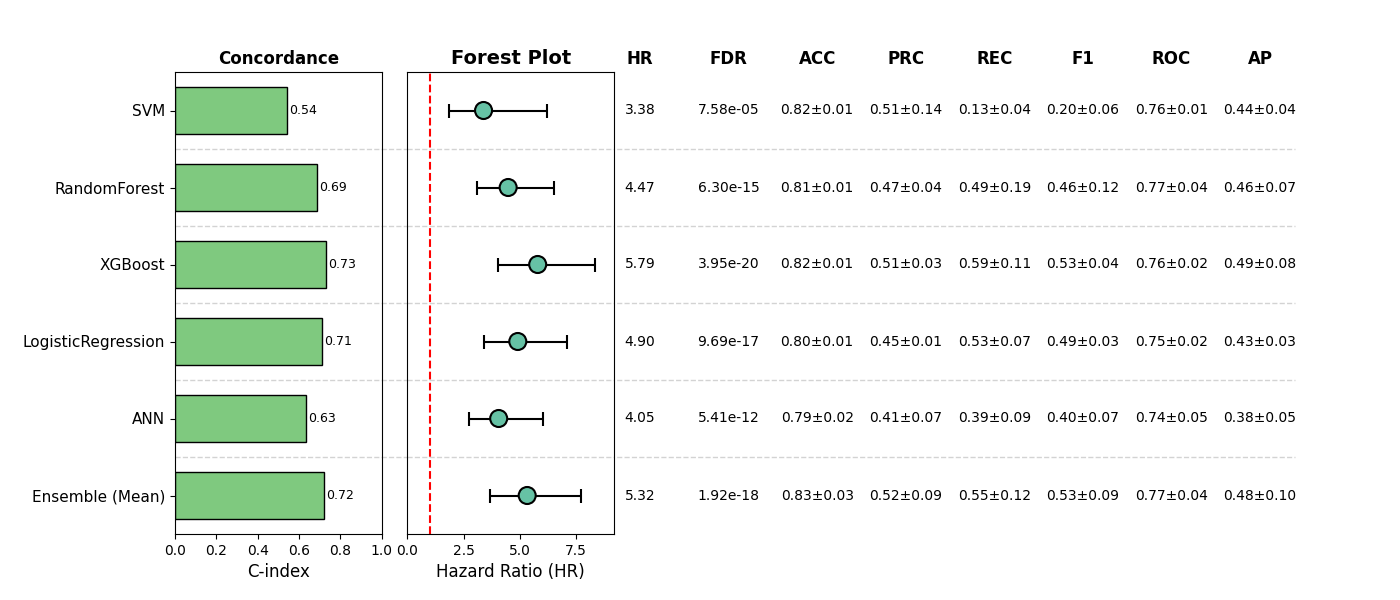 Concordance Forest Plot HR FDR ACC PRC REC F1 ROC AP
SVM 0.54 3.38 7.58e-05 0.82±0.01 0.51±0.14 0.13±0.04 0.20±0.06 0.76±0.01 0.44±0.04
RandomForest 0.69 4.47 6.30e-15 0.81±0.01 0.47±0.04 0.49±0.19 0.46±0.12 0.77±0.04 0.46±0.07
XGBoost 0.73 5.79 3.95e-20 0.82±0.01 0.51±0.03 0.59±0.11 0.53±0.04 0.76±0.02 0.49±0.08
LogisticRegression 0.71 4.90 9.69e-17 0.80±0.01 0.45±0.01 0.53±0.07 0.49±0.03 0.75±0.02 0.43±0.03
ANN 0.63 4.05 5.41e-12 0.79±0.02 0.41±0.07 0.39±0.09 0.40±0.07 0.74±0.05 0.38±0.05
Ensemble (Mean) 0.72 5.32 1.92e-18 0.83±0.03 0.52±0.09 0.55±0.12 0.53±0.09 0.77±0.04 0.48±0.10
0.0 0.2 0.4 0.6 0.8 1.0 0.0 2.5 5.0 7.5
C-index Hazard Ratio (HR)